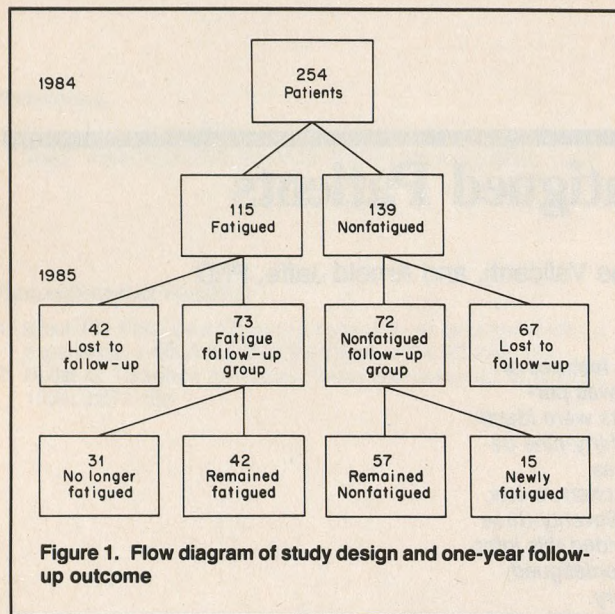 1984
254
Patients
115
Fatigued
139
Nonfatigued
1985
42
Lost to
follow-up
73
Fatigue
follow-up
group
72
Nonfatigued
follow-up
group
67
Lost to
follow-up
31
No longer
fatigued
42
Remained
fatigued
57
Remained
Nonfatigued
15
Newly
fatigued
Figure 1. Flow diagram of study design and one-year follow-
up outcome